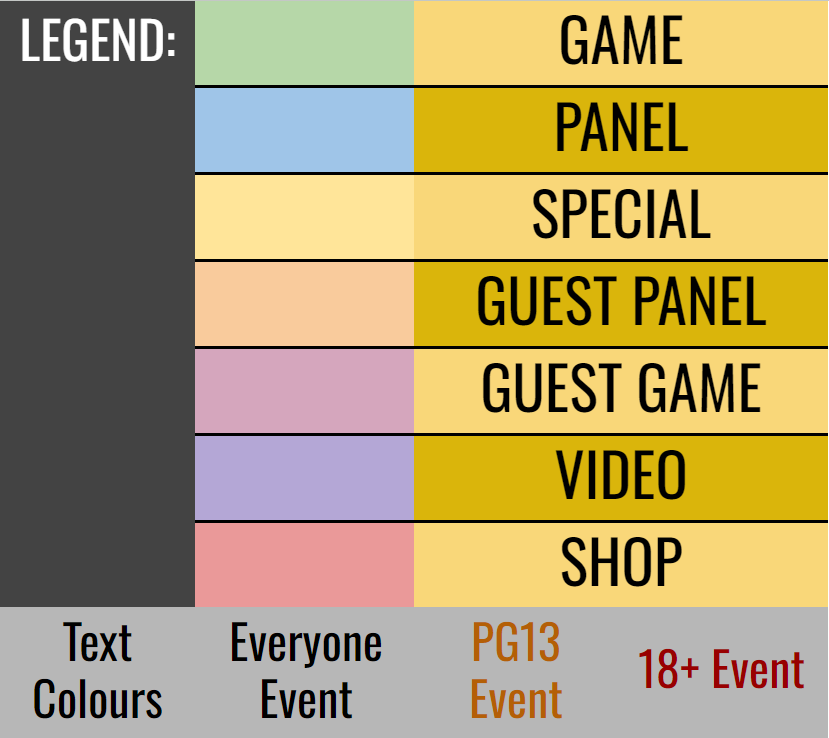 LEGEND:
GAME
PANEL
SPECIAL
GUEST PANEL
GUEST GAME
VIDEO
SHOP
Text
Colours
Everyone
Event
PG13
Event
18+ Event